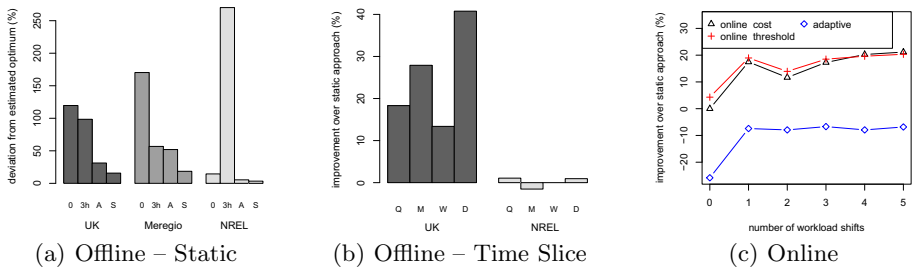 deviation from estimated optimum (%)
250
200
150
100
50
0
0 3h A S 0 3h A S 0 3h A S
UK Meregio NREL
(a) Offline – Static
improvement over static approach (%)
40
30
20
10
0
Q M W D Q M W D
UK NREL
(b) Offline – Time Slice
improvement over static approach (%)
30
20
10
0
−10
−20
online cost adaptive
online threshold
0 1 2 3 4 5
number of workload shifts
(c) Online